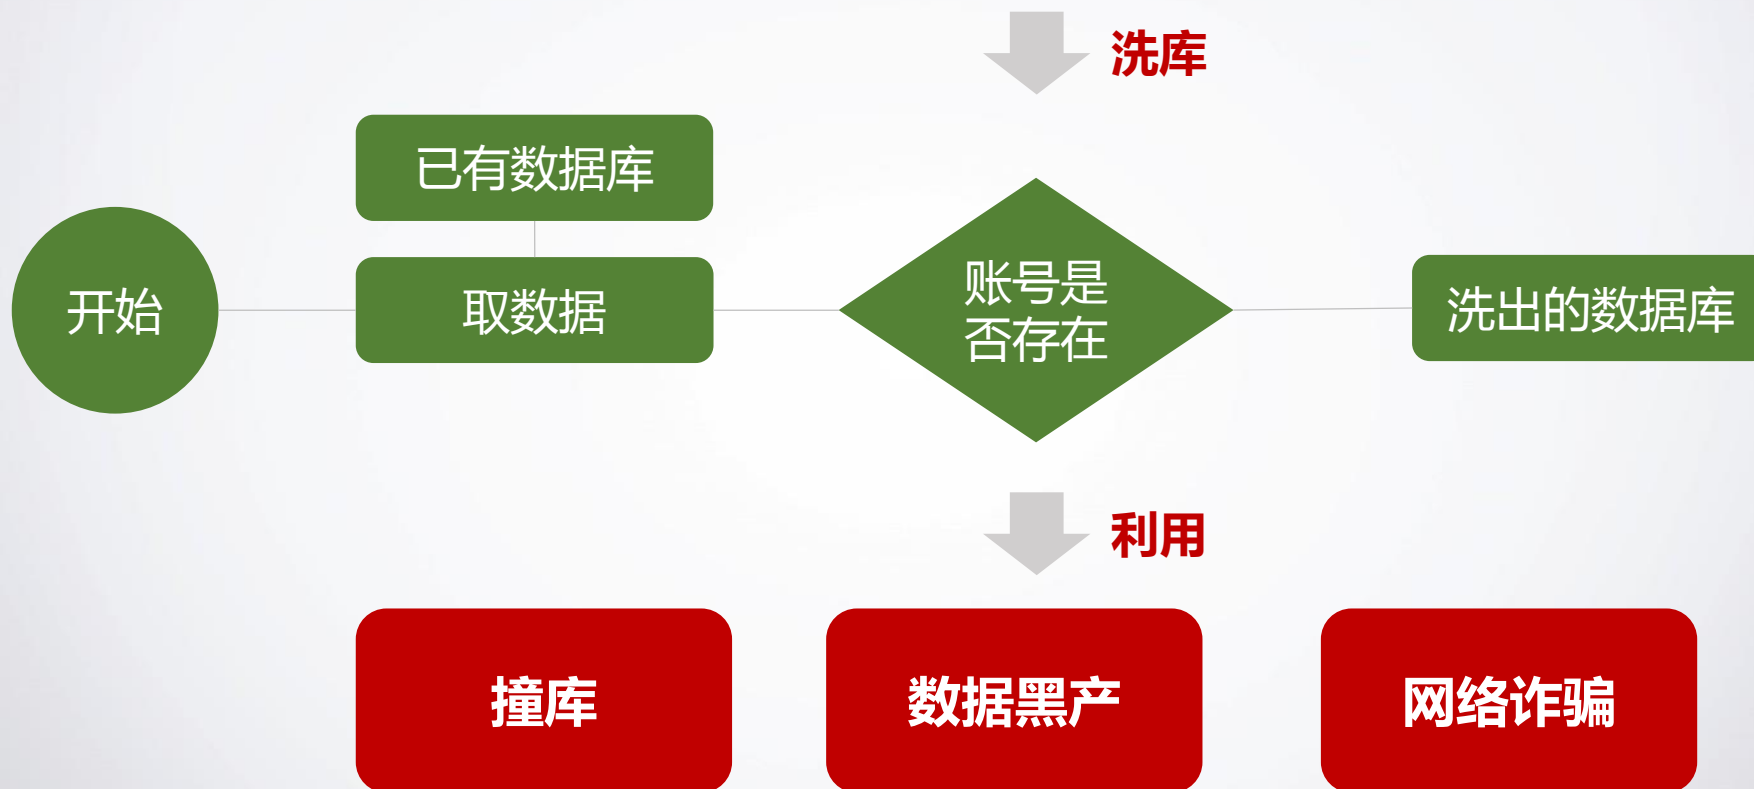 洗库
已有数据库
开始
取数据
账号是
否存在
洗出的数据库
利用
撞库
数据黑产
网络诈骗